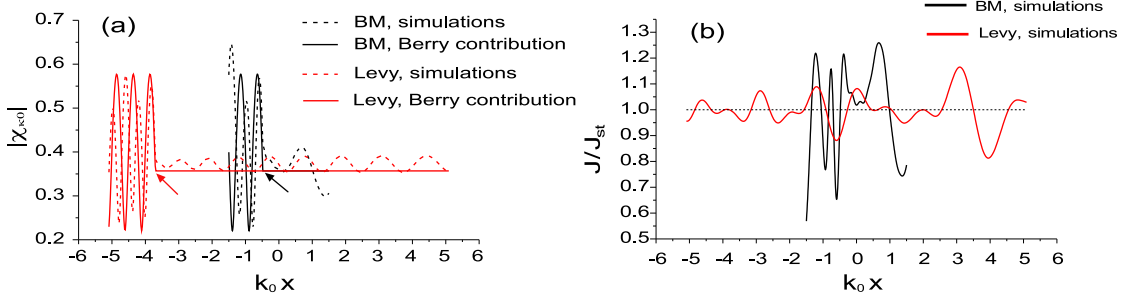 (a)
BM, simulations
BM, Berry contribution
Levy, simulations
Levy, Berry contribution
|χκ0|
0.7
0.6
0.5
0.4
0.3
0.2
-6 -5 -4 -3 -2 -1 0 1 2 3 4 5 6
k₀ x
(b)
BM, simulations
Levy, simulations
J/Jst
1.3
1.2
1.1
1.0
0.9
0.8
0.7
0.6
0.5
-6 -5 -4 -3 -2 -1 0 1 2 3 4 5 6
k₀ x